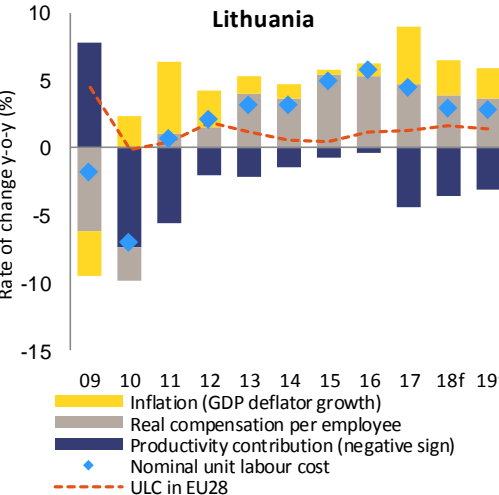 Lithuania
Rate of change y-o-y (%)
10
5
0
-5
-10
-15
09 10 11 12 13 14 15 16 17 18f 19f
Inflation (GDP deflator growth)
Real compensation per employee
Productivity contribution (negative sign)
Nominal unit labour cost
ULC in EU28